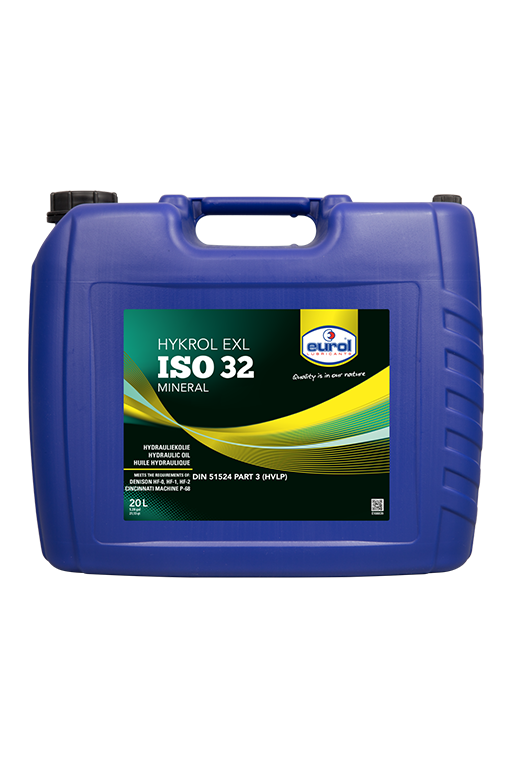 HYKROL EXL
ISO 32
MINERAL
eurol
LUBRICANTS
Quality is in our nature
HYDRAULIEKOLIE
HYDRAULIC OIL
HUILE HYDRAULIQUE
MEETS THE REQUIREMENTS OF:
DENISON HF-0, HF-1, HF-2
CINCINNATI MACHINE P-68
DIN 51524 PART 3 (HVLP)
20 L